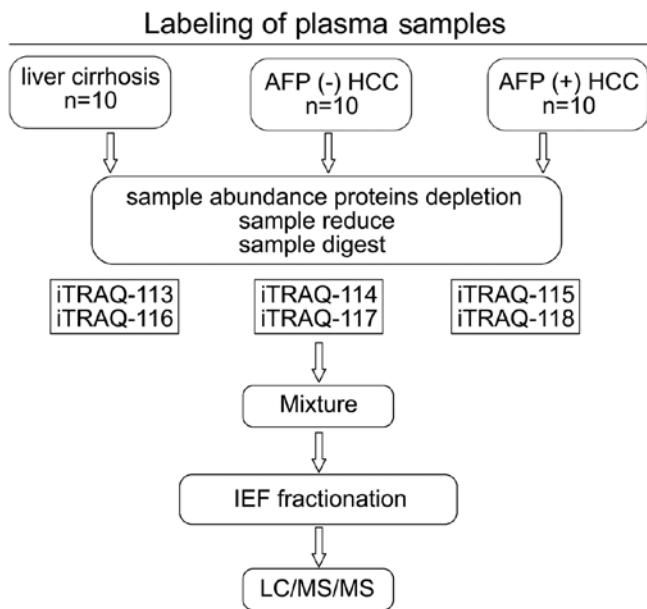 Labeling of plasma samples
liver cirrhosis
n=10
AFP (-) HCC
n=10
AFP (+) HCC
n=10
sample abundance proteins depletion
sample reduce
sample digest
iTRAQ-113
iTRAQ-116
iTRAQ-114
iTRAQ-117
iTRAQ-115
iTRAQ-118
Mixture
IEF fractionation
LC/MS/MS